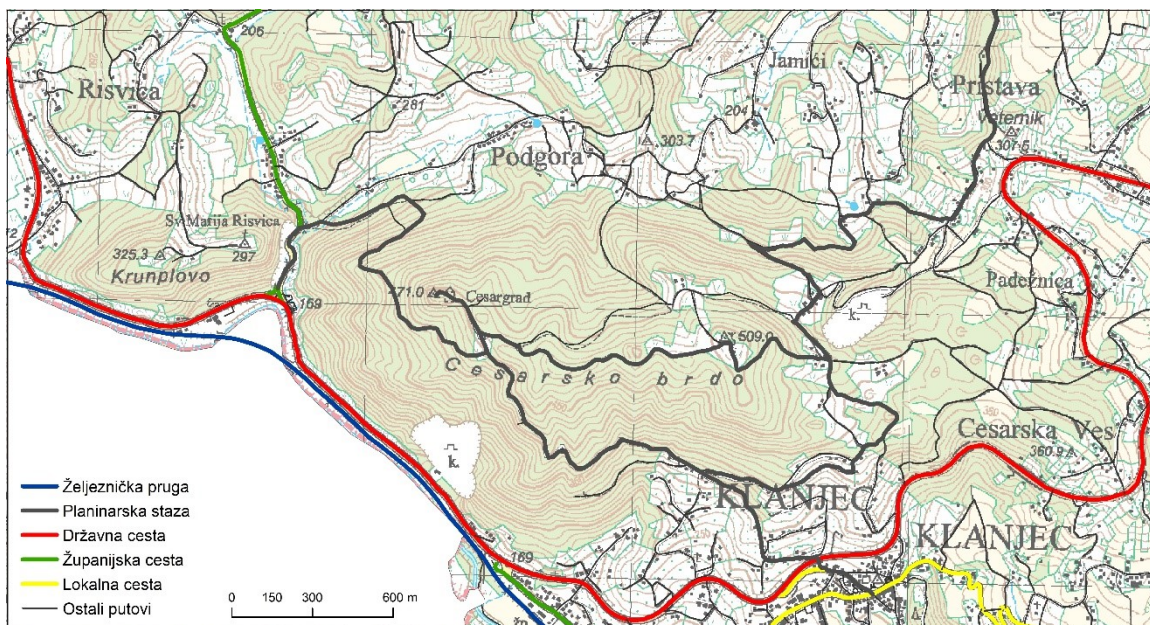 206
Risvica
281
Jamići
204
Pristava
Veternik
307.5
303.7
Podgora
Sv. Marija Risvica
325.3
297
Krunplovo
169
471.0
Cesargrad
509.0
k.
Padežnica
Cesarsko brdo
Cesarska Ves
360.9
350
k.
KLANJEC
KLANJEC
169
Željeznička pruga
Planinarska staza
Državna cesta
Županijska cesta
Lokalna cesta
Ostali putovi
0 150 300 600 m